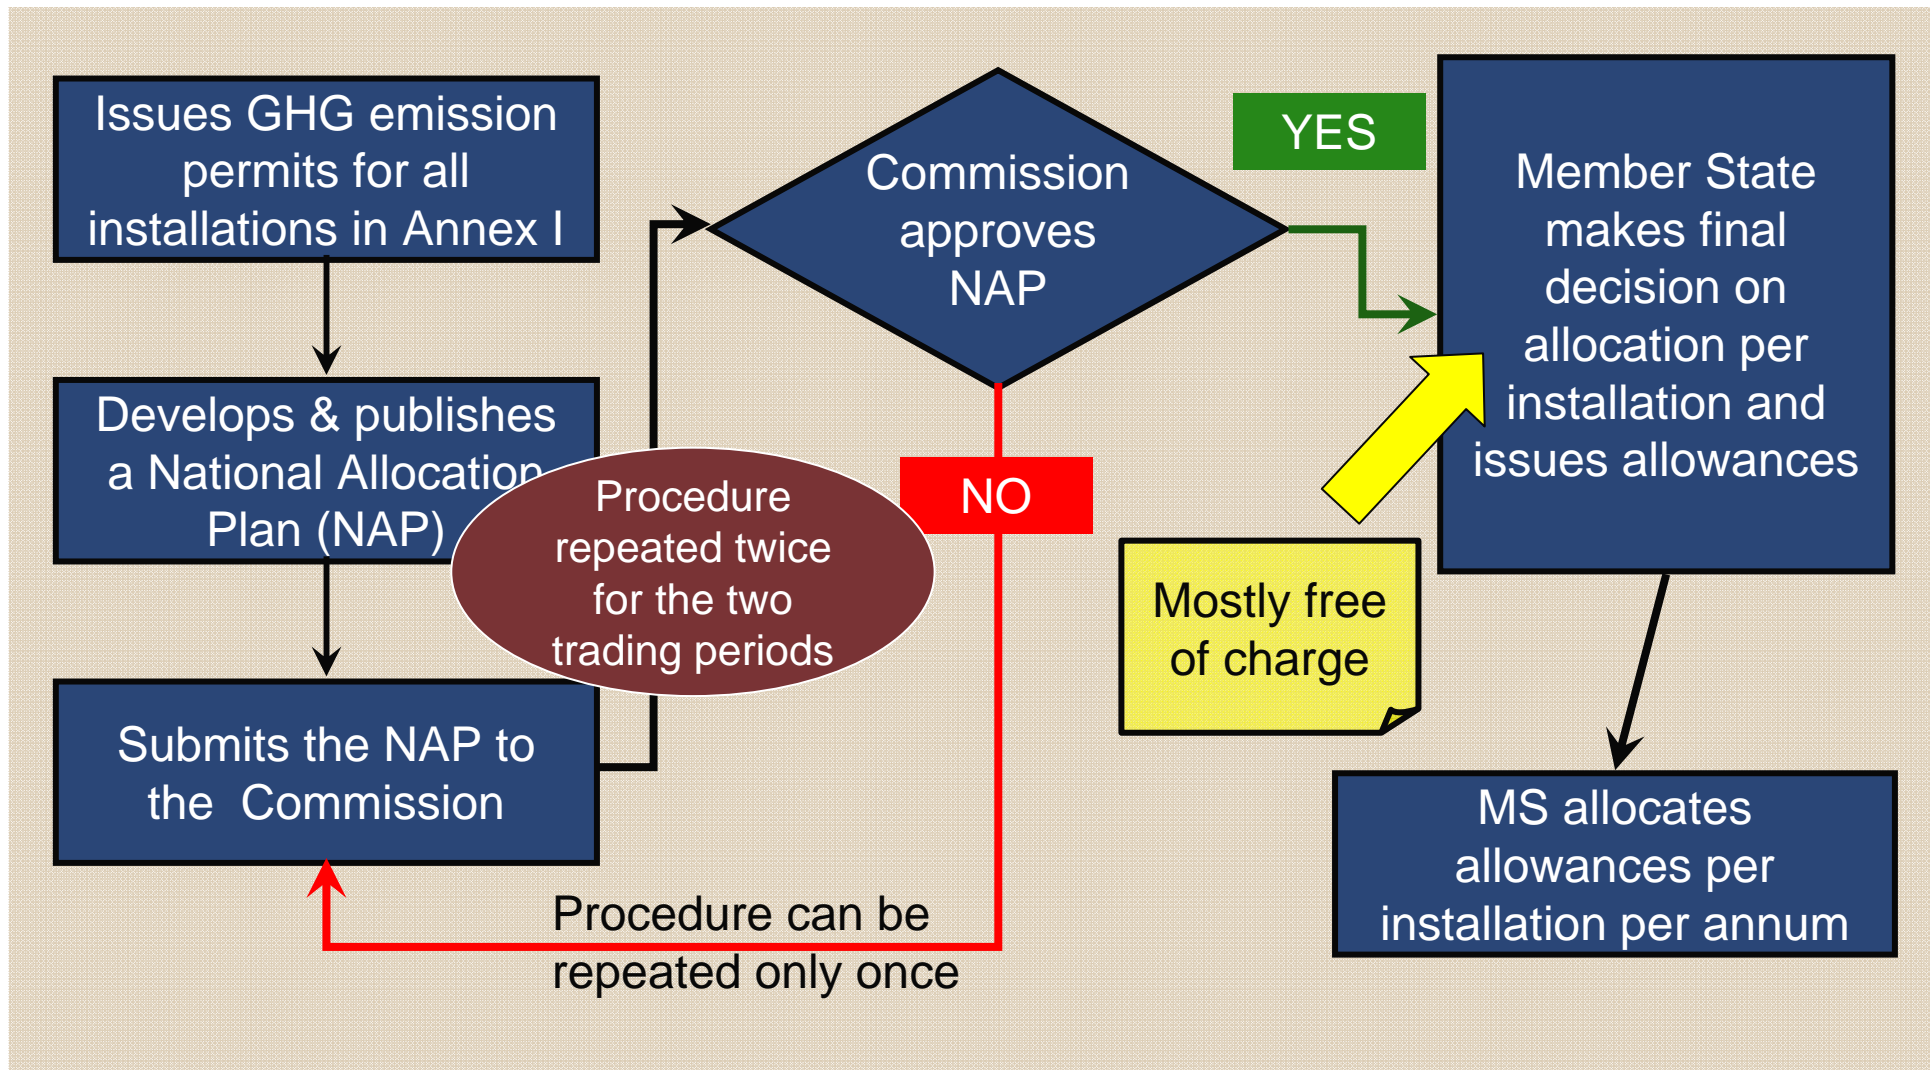 Issues GHG emission
permits for all
installations in Annex I
Develops & publishes
a National Allocation
Plan (NAP)
Submits the NAP to
the Commission
Procedure
repeated twice
for the two
trading periods
Commission
approves
NAP
YES
NO
Procedure can be
repeated only once
Member State
makes final
decision on
allocation per
installation and
issues allowances
Mostly free
of charge
MS allocates
allowances per
installation per annum